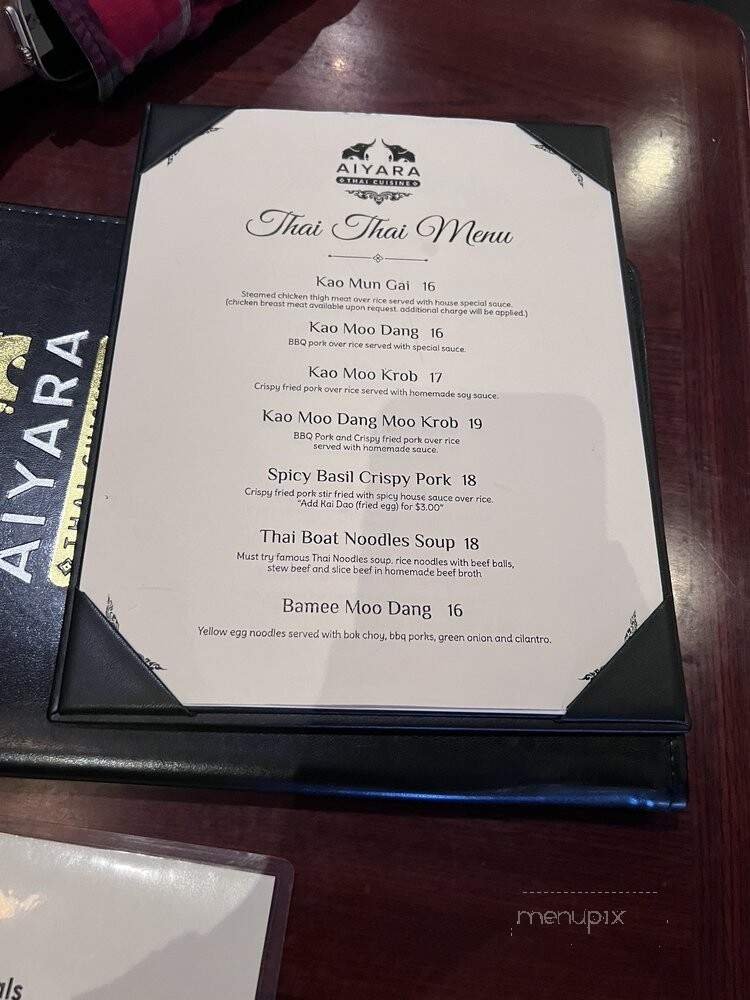 AIYARA
THAI CUISINE
Thai Thai Menu
Kao Mun Gai 16
Steamed chicken thigh meat over rice served with house special sauce.
(chicken breast meat available upon request. additional charge will be applied.)
Kao Moo Dang 16
BBQ pork over rice served with special sauce.
Kao Moo Krob 17
Crispy fried pork over rice served with homemade soy sauce.
Kao Moo Dang Moo Krob 19
BBQ Pork and Crispy fried pork over rice
served with homemade sauce.
Spicy Basil Crispy Pork 18
Crispy fried pork stir fried with spicy house sauce over rice.
"Add Kai Dao (fried egg) for $3.00"
Thai Boat Noodles Soup 18
Must try famous Thai Noodles soup. rice noodles with beef balls,
stew beef and slice beef in homemade beef broth
Bamee Moo Dang 16
Yellow egg noodles served with bok choy, bbq porks, green onion and cilantro.
AIYARA
THAI CUISINE
als
menupix